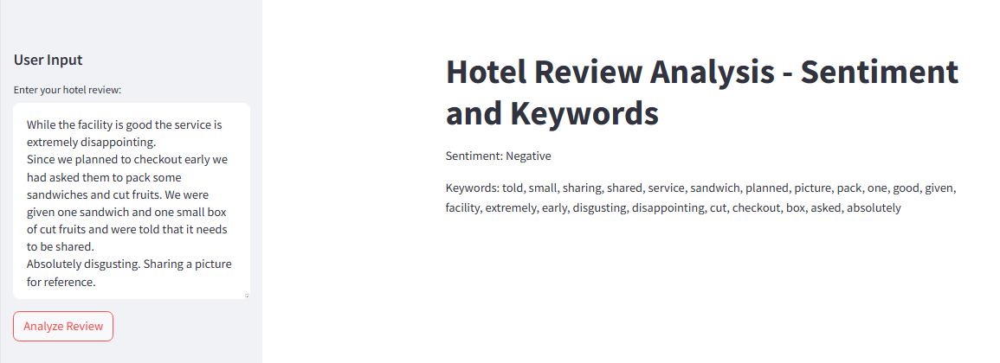 User Input
Enter your hotel review:
While the facility is good the service is
extremely disappointing.
Since we planned to checkout early we
had asked them to pack some
sandwiches and cut fruits. We were
given one sandwich and one small box
of cut fruits and were told that it needs
to be shared.
Absolutely disgusting. Sharing a picture
for reference.
Analyze Review
Hotel Review Analysis - Sentiment
and Keywords
Sentiment: Negative
Keywords: told, small, sharing, shared, service, sandwich, planned, picture, pack, one, good, given,
facility, extremely, early, disgusting, disappointing, cut, checkout, box, asked, absolutely